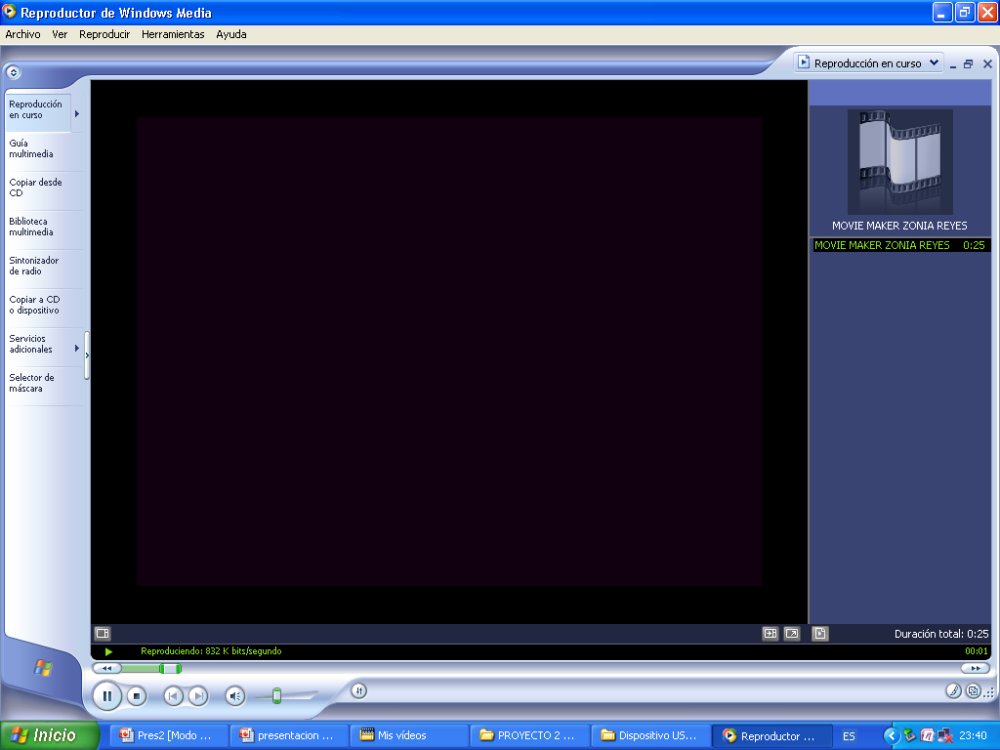 Reproductor de Windows Media
Archivo Ver Reproducir Herramientas Ayuda
Reproducción en curso
Reproducción
en curso
Guía
multimedia
Copiar desde
CD
Biblioteca
multimedia
Sintonizador
de radio
Copiar a CD
o dispositivo
Servicios
adicionales
Selector de
máscara
MOVIE MAKER ZONIA REYES
MOVIE MAKER ZONIA REYES 0:25
Duración total: 0:25
Reproduciendo: 832 K bits/segundo 00:01
Inicio Pres2 [Modo ... presentacion ... Mis vídeos PROYECTO 2 ... Dispositivo US... Reproductor ... ES 23:40